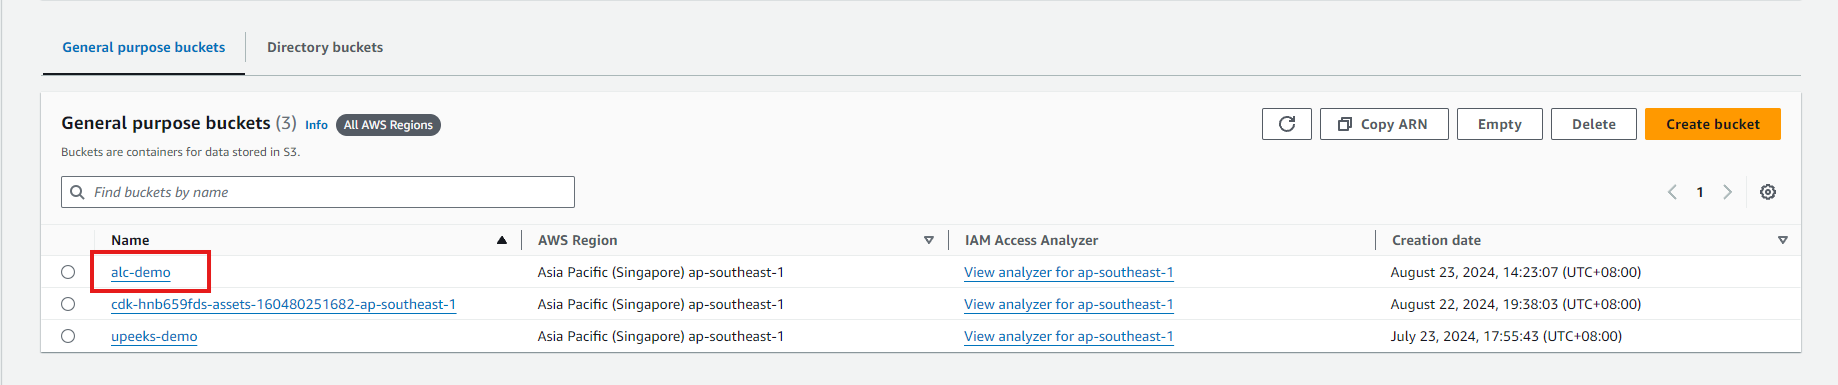 General purpose buckets Directory buckets
General purpose buckets (3) Info All AWS Regions Copy ARN Empty Delete Create bucket
Buckets are containers for data stored in S3.
Find buckets by name 1
Name AWS Region IAM Access Analyzer Creation date
alc-demo Asia Pacific (Singapore) ap-southeast-1 View analyzer for ap-southeast-1 August 23, 2024, 14:23:07 (UTC+08:00)
cdk-hnb659fds-assets-160480251682-ap-southeast-1 Asia Pacific (Singapore) ap-southeast-1 View analyzer for ap-southeast-1 August 22, 2024, 19:38:03 (UTC+08:00)
upeeks-demo Asia Pacific (Singapore) ap-southeast-1 View analyzer for ap-southeast-1 July 23, 2024, 17:55:43 (UTC+08:00)